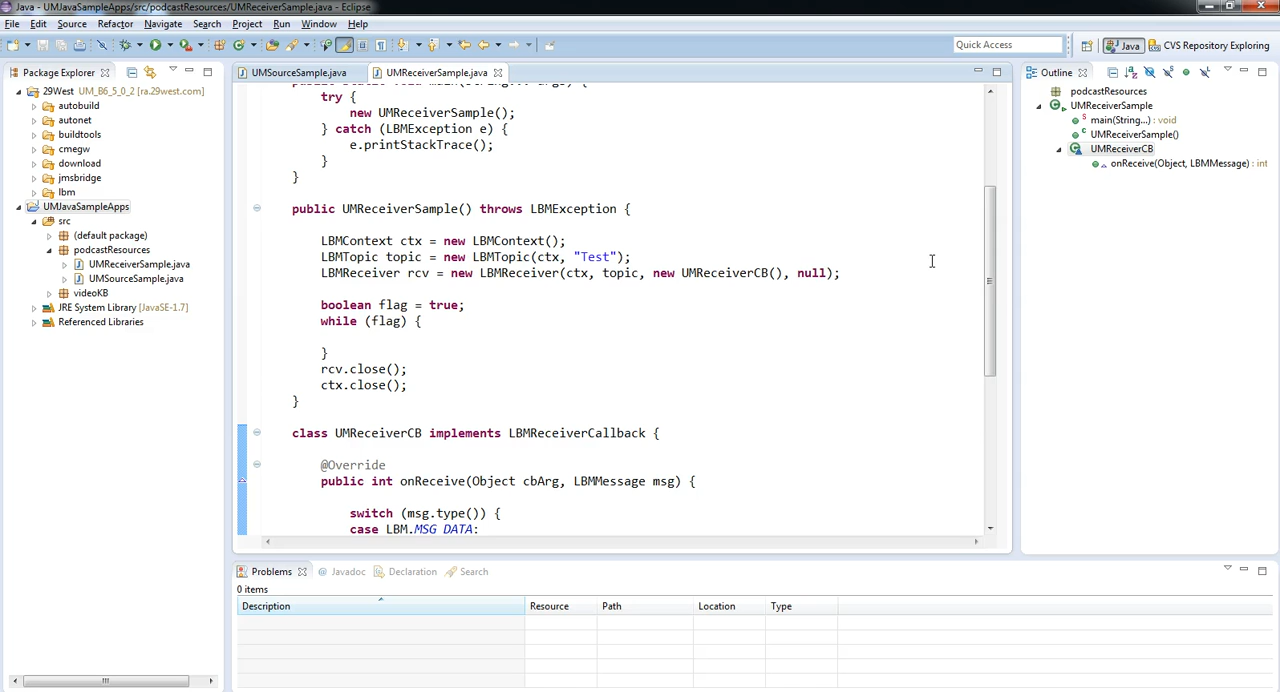 Java - UMJavaSampleApps/src/podcastResources/UMReceiverSample.java - Eclipse
File Edit Source Refactor Navigate Search Project Run Window Help
Quick Access
Java
CVS Repository Exploring
Package Explorer
29West UM_B6_5_0_2 [ra.29west.com]
autobuild
autonet
buildtools
cmegw
download
jmsbridge
lbm
UMJavaSampleApps
src
(default package)
podcastResources
UMReceiverSample.java
UMSourceSample.java
videoKB
JRE System Library [JavaSE-1.7]
Referenced Libraries
UMSourceSample.java
UMReceiverSample.java
try {
new UMReceiverSample();
} catch (LBMException e) {
e.printStackTrace();
}
}
public UMReceiverSample() throws LBMException {
LBMContext ctx = new LBMContext();
LBMTopic topic = new LBMTopic(ctx, "Test");
LBMReceiver rcv = new LBMReceiver(ctx, topic, new UMReceiverCB(), null);
boolean flag = true;
while (flag) {
}
rcv.close();
ctx.close();
}
class UMReceiverCB implements LBMReceiverCallback {
@Override
public int onReceive(Object cbArg, LBMMessage msg) {
switch (msg.type()) {
case LBM.MSG_DATA:
Outline
podcastResources
UMReceiverSample
main(String...) : void
UMReceiverSample()
UMReceiverCB
onReceive(Object, LBMMessage) : int
Problems
Javadoc
Declaration
Search
0 items
Description Resource Path Location Type